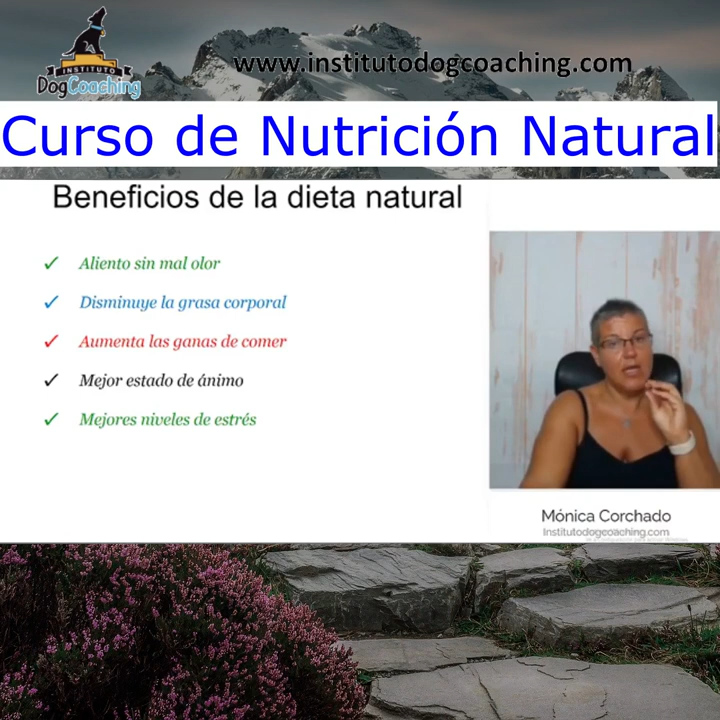 www.institutodogcoaching.com
INSTITUTO
DogCoaching
Curso de Nutrición Natural
Beneficios de la dieta natural
✓ Aliento sin mal olor
✓ Disminuye la grasa corporal
✓ Aumenta las ganas de comer
✓ Mejor estado de ánimo
✓ Mejores niveles de estrés
Mónica Corchado
Institutodogcoaching.com